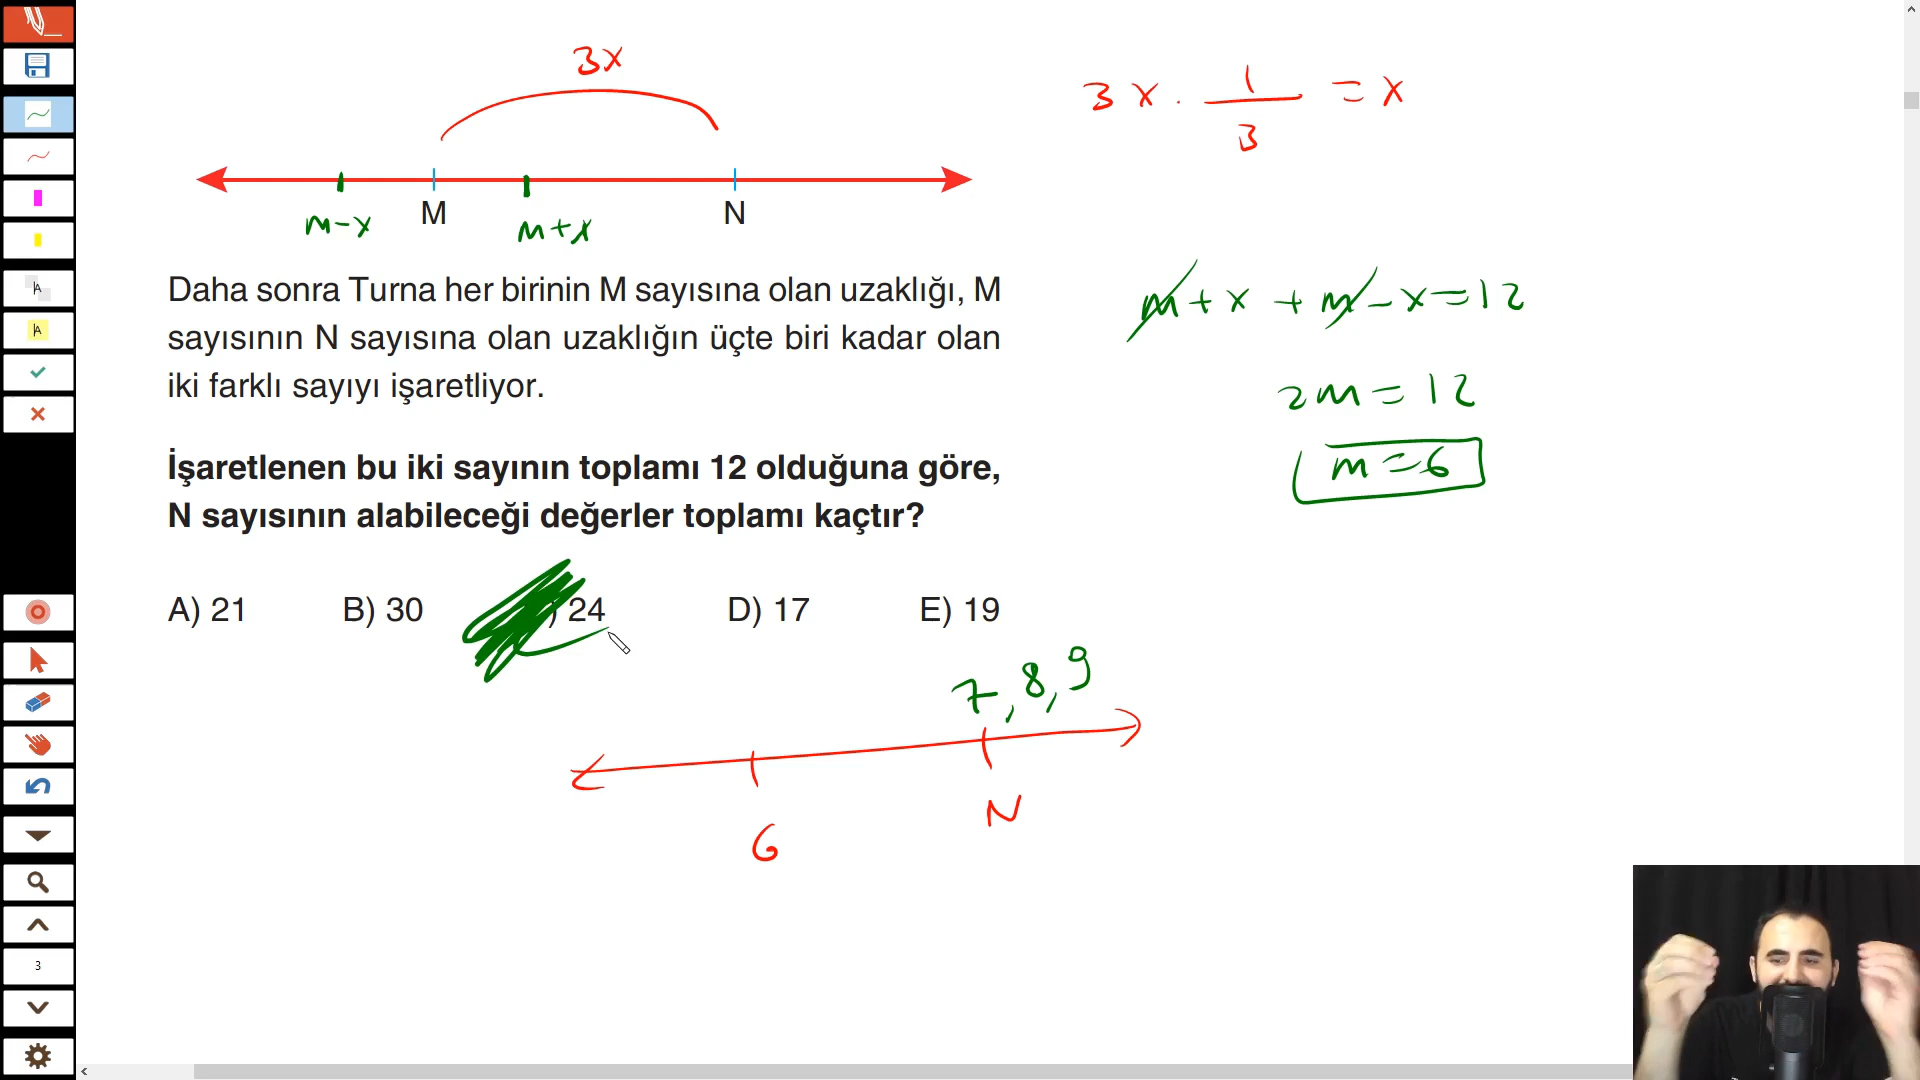 3x
3x · 1/3 = x
M
N
m-x
m+x
Daha sonra Turna her birinin M sayısına olan uzaklığı, M
sayısının N sayısına olan uzaklığın üçte biri kadar olan
iki farklı sayıyı işaretliyor.
m+x + m-x=12
2m=12
m=6
İşaretlenen bu iki sayının toplamı 12 olduğuna göre,
N sayısının alabileceği değerler toplamı kaçtır?
A) 21 B) 30 ) 24 D) 17 E) 19
7, 8, 9
6
N
3